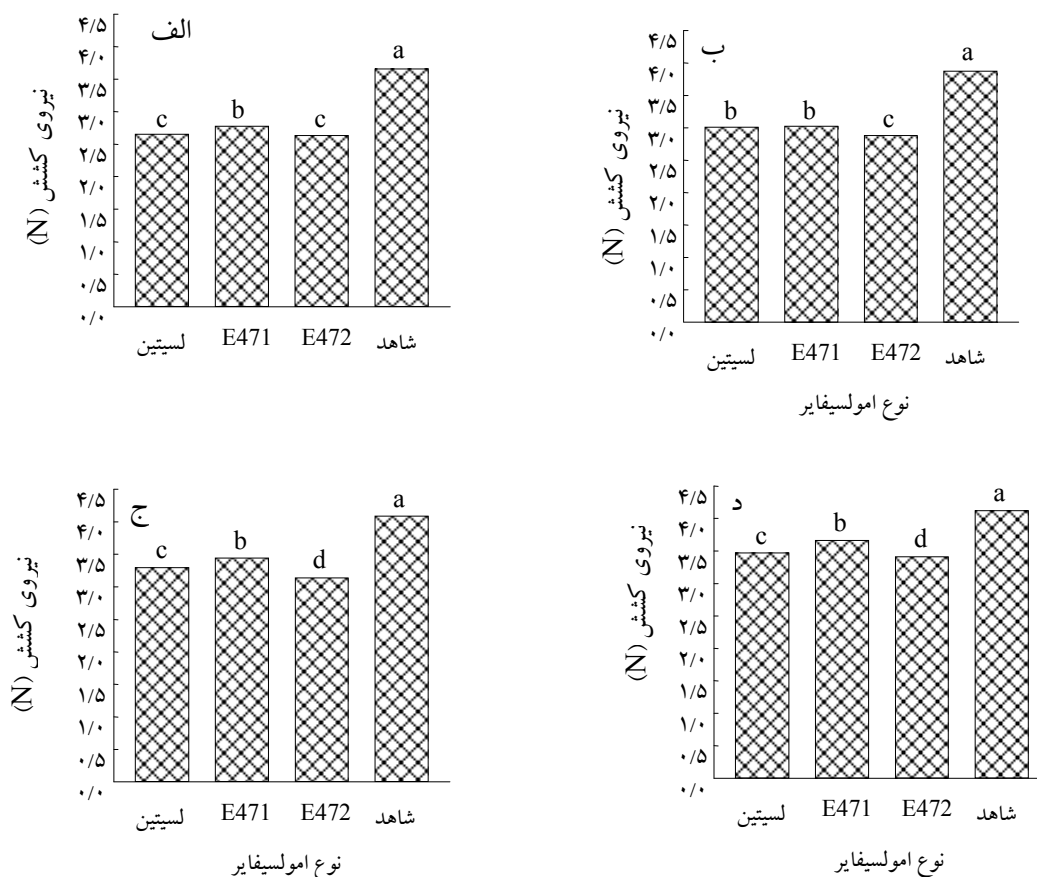 الف
نیروی کشش (N)
۴/۵
۴/۰
۳/۵
۳/۰
۲/۵
۲/۰
۱/۵
۱/۰
۰/۵
۰/۰
c b c a
لسیتین E471 E472 شاهد
ب
نیروی کشش (N)
۴/۵
۴/۰
۳/۵
۳/۰
۲/۵
۲/۰
۱/۵
۱/۰
۰/۵
۰/۰
b b c a
لسیتین E471 E472 شاهد
نوع امولسیفایر
ج
نیروی کشش (N)
۴/۵
۴/۰
۳/۵
۳/۰
۲/۵
۲/۰
۱/۵
۱/۰
۰/۵
۰/۰
c b d a
لسیتین E471 E472 شاهد
نوع امولسیفایر
د
نیروی کشش (N)
۴/۵
۴/۰
۳/۵
۳/۰
۲/۵
۲/۰
۱/۵
۱/۰
۰/۵
۰/۰
c b d a
لسیتین E471 E472 شاهد
نوع امولسیفایر